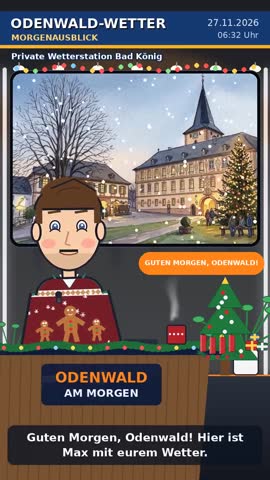 ODENWALD-WETTER
27.11.2026
MORGENAUSBLICK
06:32 Uhr
Private Wetterstation Bad König
GUTEN MORGEN, ODENWALD!
ODENWALD
AM MORGEN
Guten Morgen, Odenwald! Hier ist
Max mit eurem Wetter.